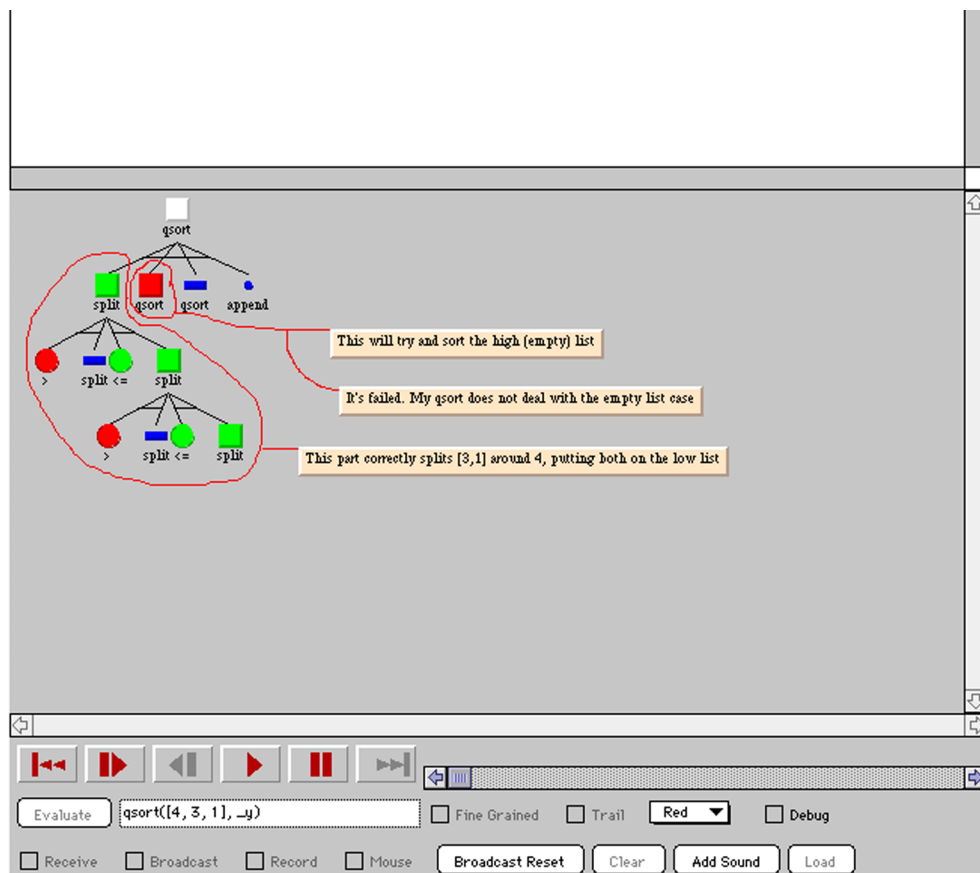 qsort
split qsort qsort append
This will try and sort the high (empty) list
> split <= split
It's failed. My qsort does not deal with the empty list case
> split <= split
This part correctly splits [3,1] around 4, putting both on the low list
Evaluate qsort([4, 3, 1], _y) Fine Grained Trail Red Debug
Receive Broadcast Record Mouse Broadcast Reset Clear Add Sound Load